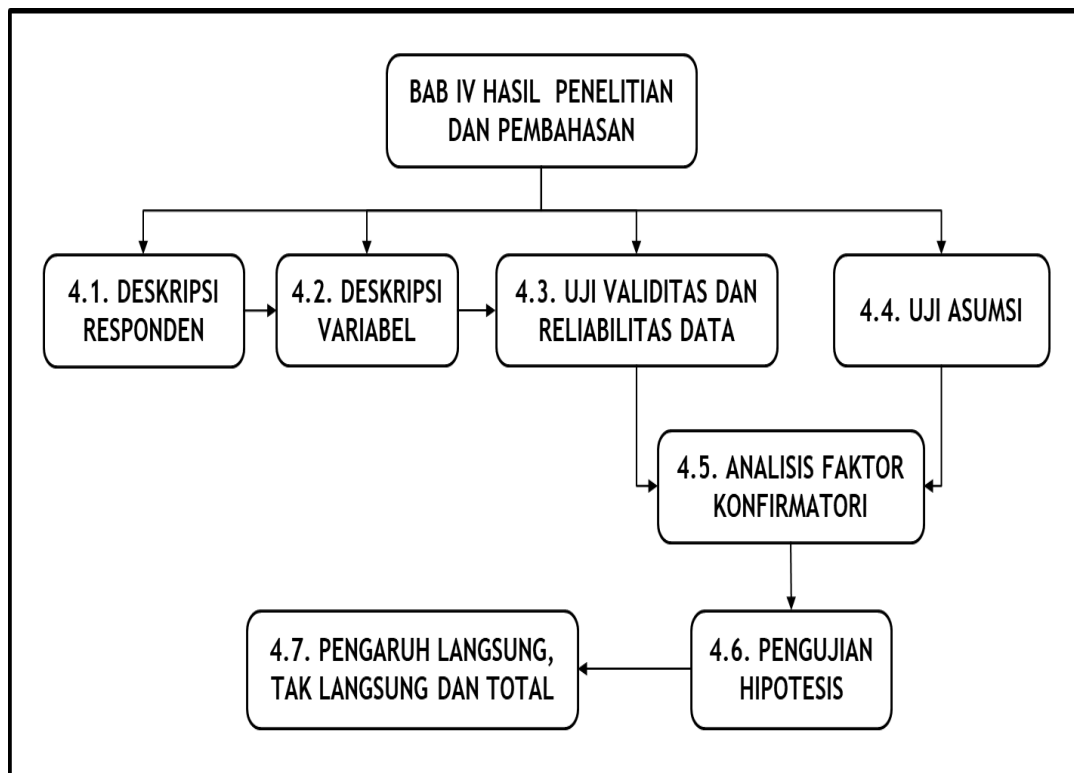 BAB IV HASIL PENELITIAN
DAN PEMBAHASAN
4.1. DESKRIPSI
RESPONDEN
4.2. DESKRIPSI
VARIABEL
4.3. UJI VALIDITAS DAN
RELIABILITAS DATA
4.4. UJI ASUMSI
4.5. ANALISIS FAKTOR
KONFIRMATORI
4.6. PENGUJIAN
HIPOTESIS
4.7. PENGARUH LANGSUNG,
TAK LANGSUNG DAN TOTAL